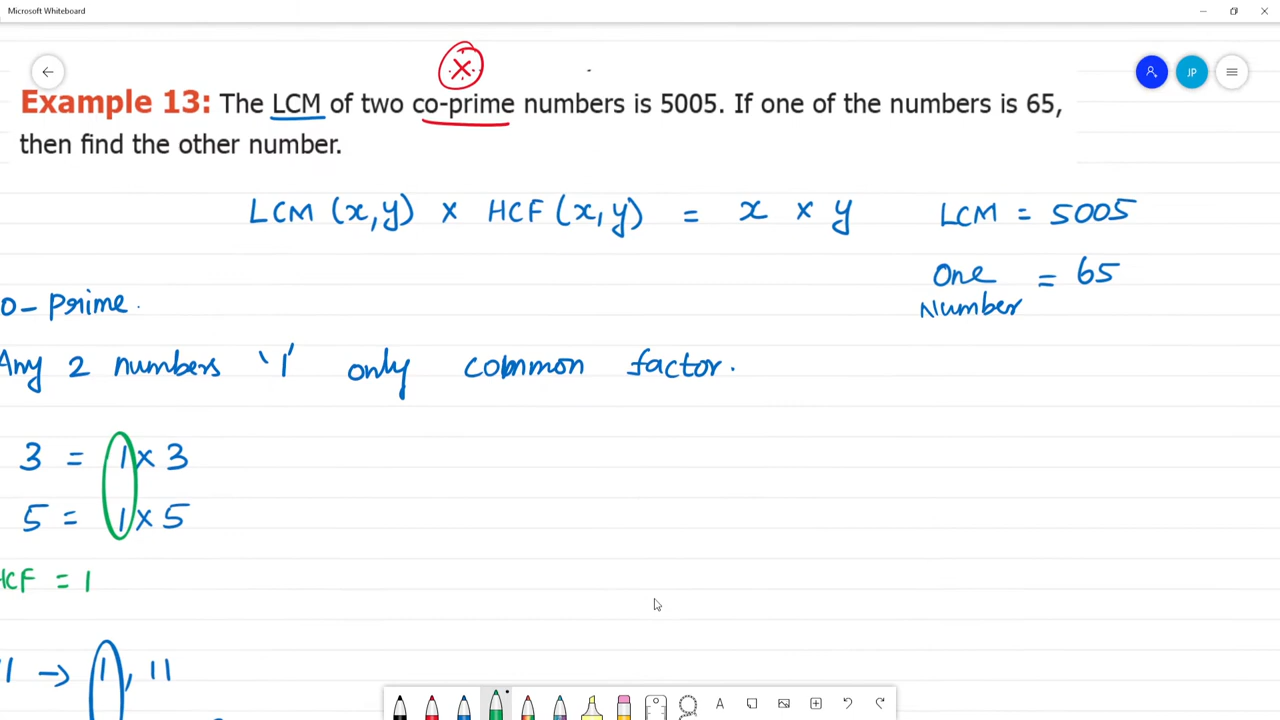 Microsoft Whiteboard
Example 13: The LCM of two co-prime numbers is 5005. If one of the numbers is 65,
then find the other number.
JP
LCM (x,y) × HCF (x,y) = x × y
LCM = 5005
One Number = 65
o-prime.
Any 2 numbers '1' only common factor.
3 = 1 × 3
5 = 1 × 5
HCF = 1
→ 1, 11
A